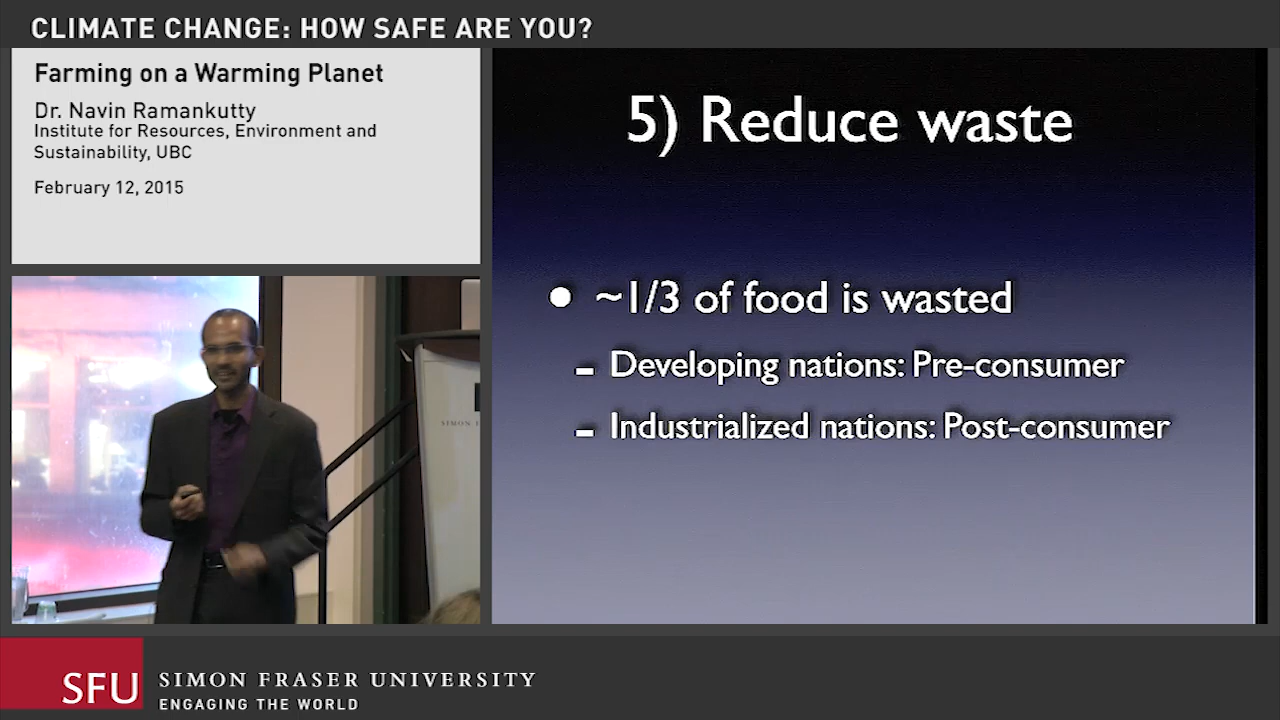 CLIMATE CHANGE: HOW SAFE ARE YOU?
Farming on a Warming Planet
Dr. Navin Ramankutty
Institute for Resources, Environment and
Sustainability, UBC
February 12, 2015
5) Reduce waste
• ~1/3 of food is wasted
- Developing nations: Pre-consumer
- Industrialized nations: Post-consumer
SIMON F
SFU SIMON FRASER UNIVERSITY
ENGAGING THE WORLD